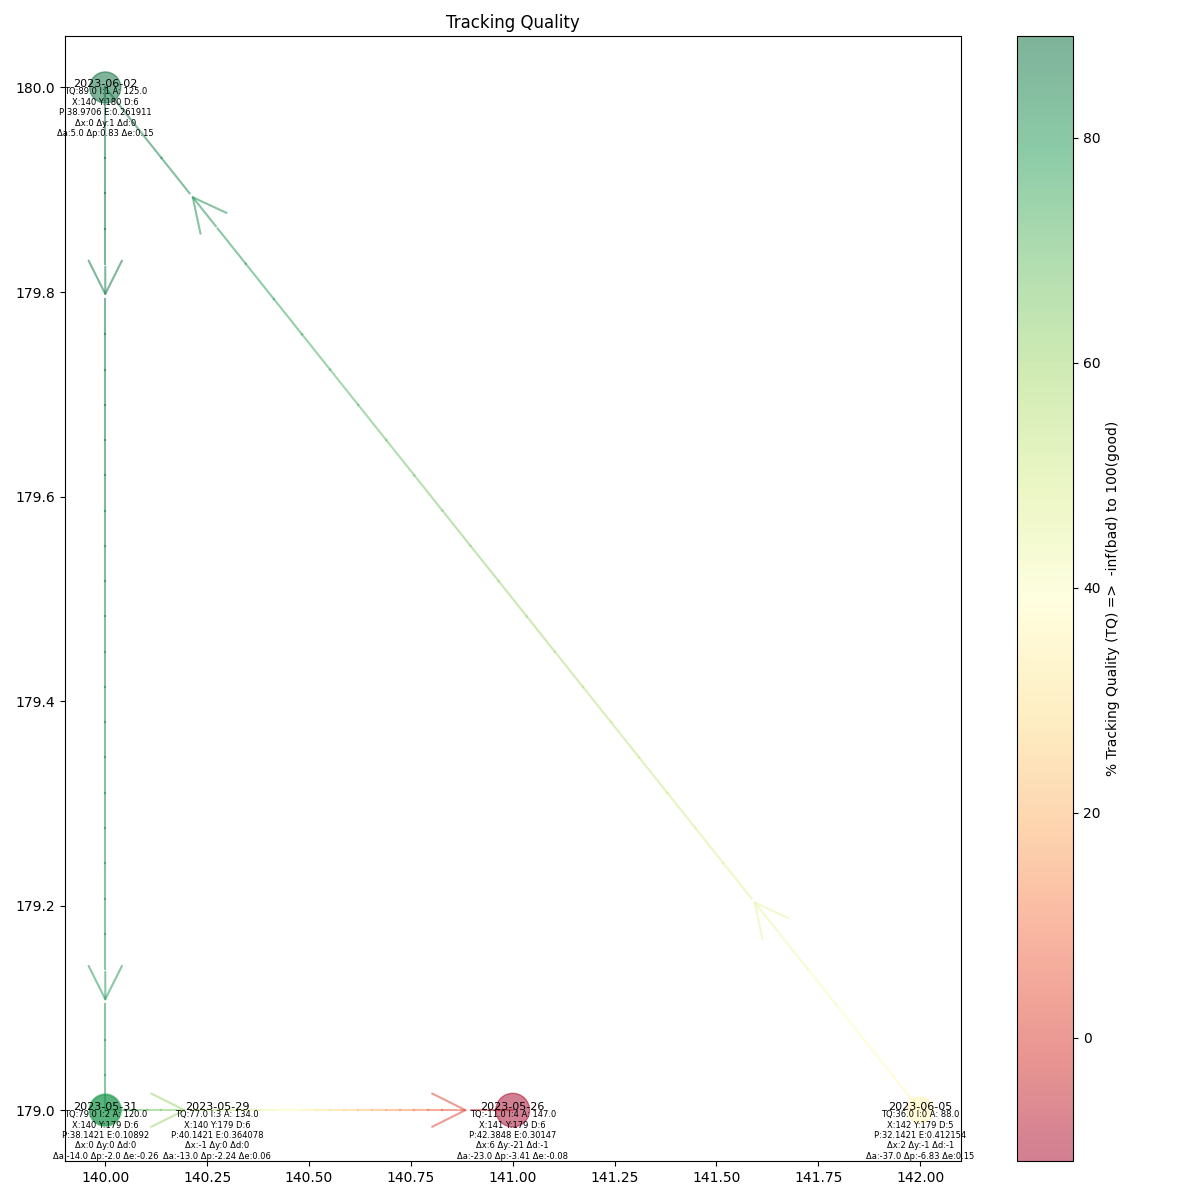 Tracking Quality
180.0
179.8
179.6
179.4
179.2
179.0
2023-06-02
TQ:89.0 I:1 A: 125.0
X:140 Y:180 D:6
P:38.9706 E:0.261911
Δx:0 Δy:1 Δd:0
Δa:5.0 Δp:0.83 Δe:0.15
2023-05-31
TQ:79.0 I:2 A: 120.0
X:140 Y:179 D:6
P:38.1421 E:0.10892
Δx:0 Δy:0 Δd:0
Δa:-14.0 Δp:-2.0 Δe:-0.26
2023-05-29
TQ:77.0 I:3 A: 134.0
X:140 Y:179 D:6
P:40.1421 E:0.364078
Δx:-1 Δy:0 Δd:0
Δa:-13.0 Δp:-2.24 Δe:0.06
2023-05-26
TQ:-11.0 I:4 A: 147.0
X:141 Y:179 D:6
P:42.3848 E:0.30147
Δx:6 Δy:-21 Δd:-1
Δa:-23.0 Δp:-3.41 Δe:-0.08
2023-06-05
TQ:36.0 I:0 A: 88.0
X:142 Y:179 D:5
P:32.1421 E:0.412154
Δx:2 Δy:-1 Δd:-1
Δa:-37.0 Δp:-6.83 Δe:0.15
140.00
140.25
140.50
140.75
141.00
141.25
141.50
141.75
142.00
80
60
40
20
0
% Tracking Quality (TQ) => -inf(bad) to 100(good)